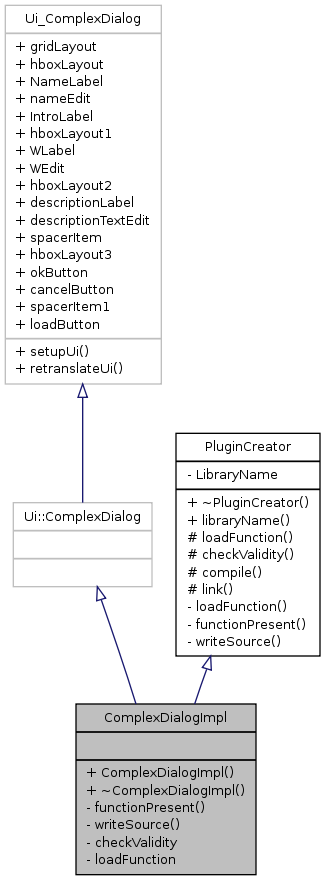 Ui_ComplexDialog
+ gridLayout
+ hboxLayout
+ NameLabel
+ nameEdit
+ IntroLabel
+ hboxLayout1
+ WLabel
+ WEdit
+ hboxLayout2
+ descriptionLabel
+ descriptionTextEdit
+ spacerItem
+ hboxLayout3
+ okButton
+ cancelButton
+ spacerItem1
+ loadButton
+ setupUi()
+ retranslateUi()
PluginCreator
- LibraryName
+ ~PluginCreator()
+ libraryName()
# loadFunction()
# checkValidity()
# compile()
# link()
- loadFunction()
- functionPresent()
- writeSource()
Ui::ComplexDialog
ComplexDialogImpl
+ ComplexDialogImpl()
+ ~ComplexDialogImpl()
- functionPresent()
- writeSource()
- checkValidity
- loadFunction